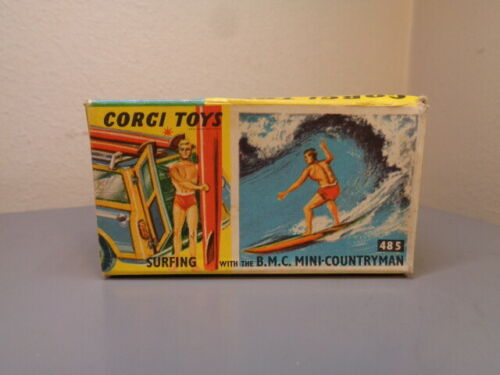 CORGI TOYS
485
SURFING WITH THE B.M.C. MINI-COUNTRYMAN